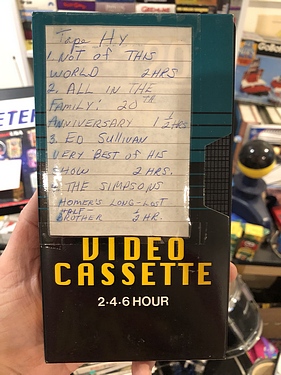 Tape H.Y
1. NOT of THIS
WORLD 2HRS
2. ALL IN THE
FAMILY: 20TH
ANNIVERSARY 1 1/2 HRS
3. ED SULLIVAN
VERY BEST of HIS
SHOW 2 HRS.
4. THE SIMPSONS
HOMER'S LONG-LOST
HALF
BROTHER 1/2 HR.
VIDEO
CASSETTE
2·4·6 HOUR